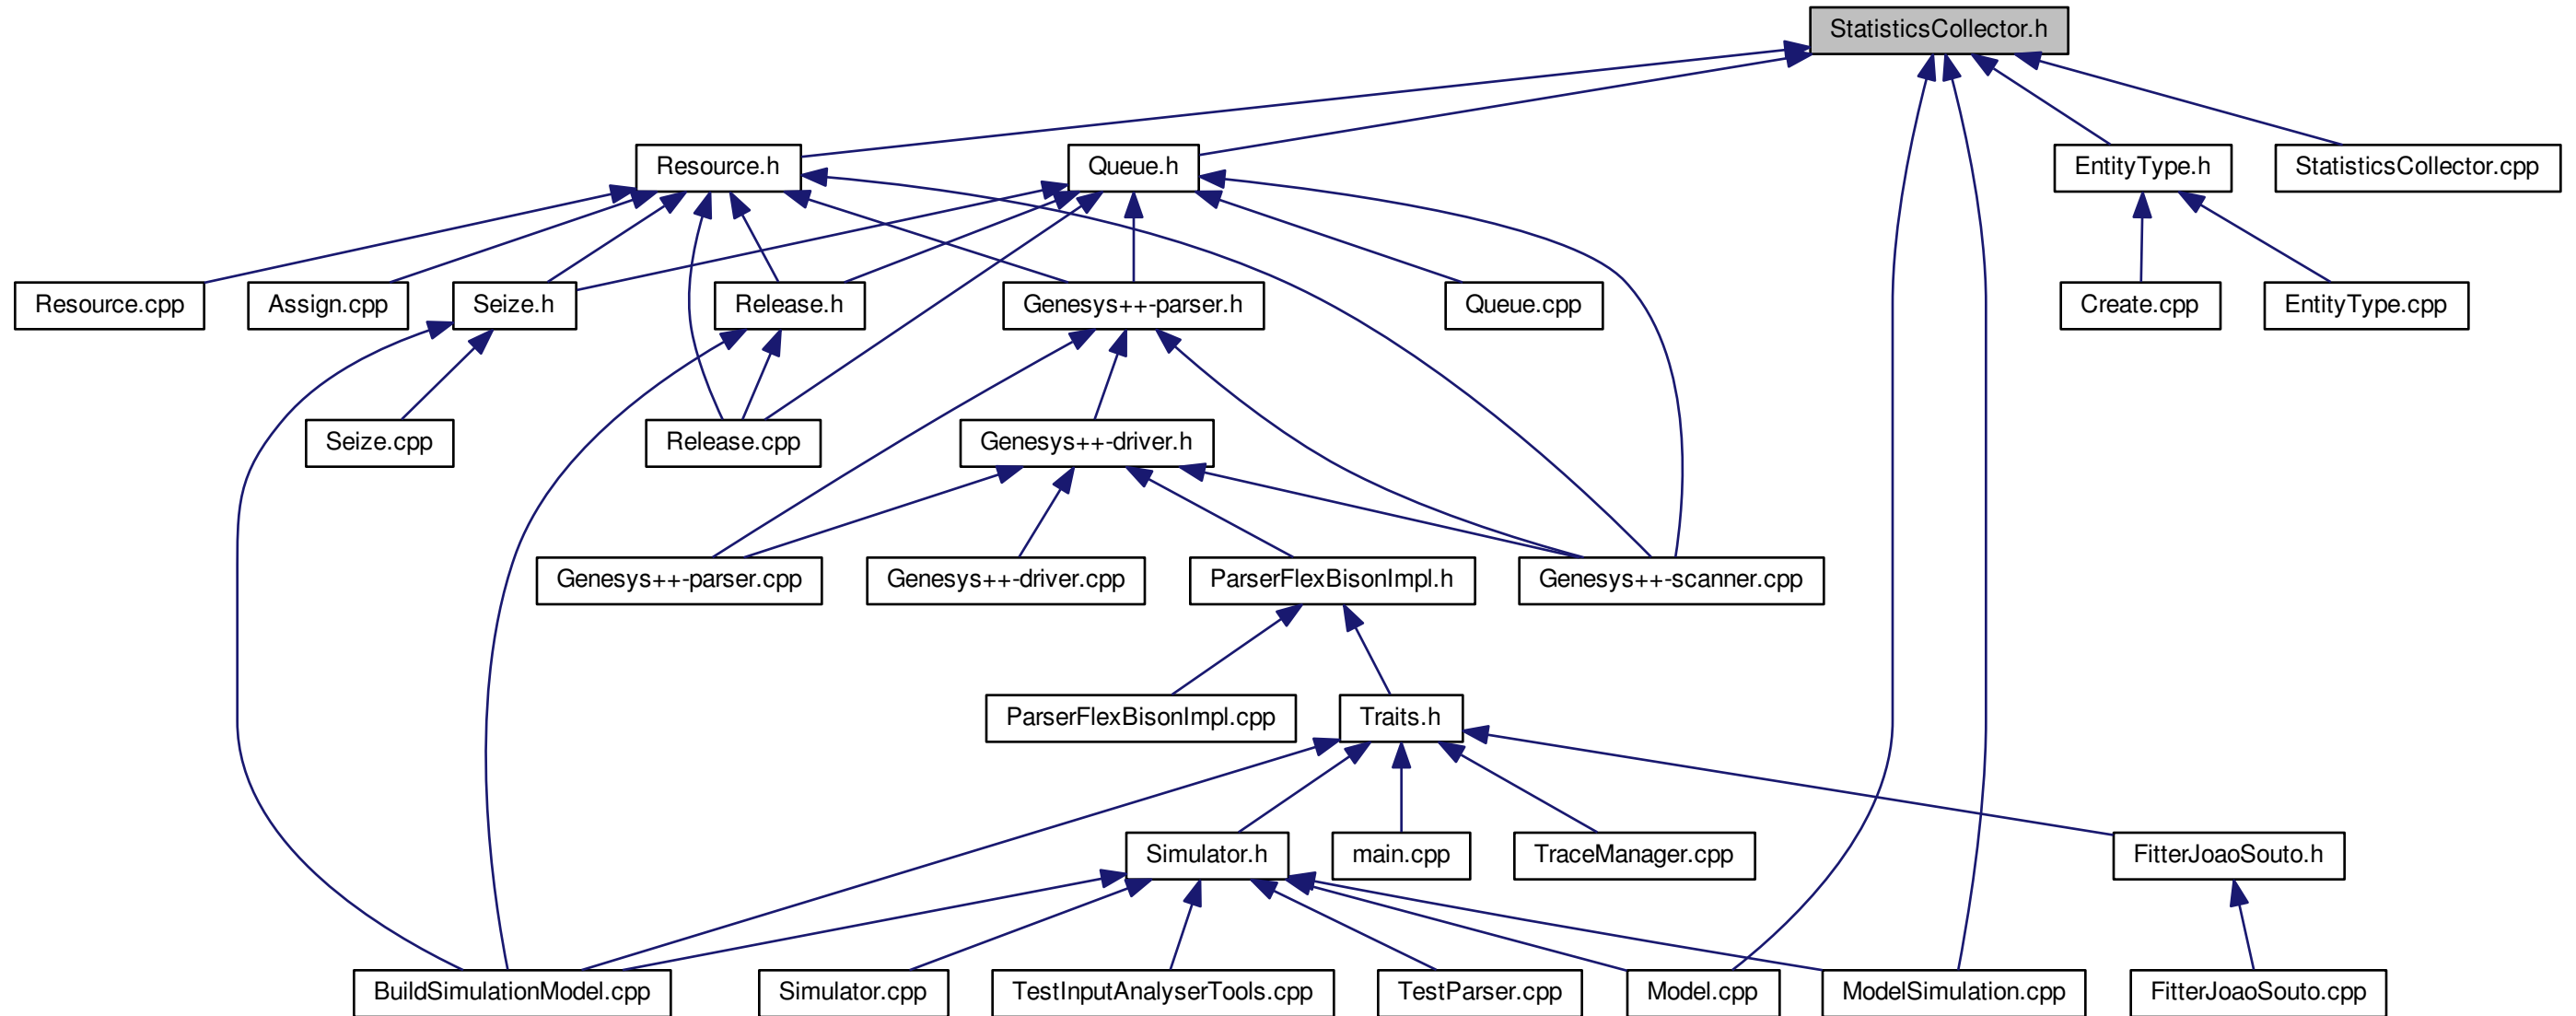 StatisticsCollector.h
Resource.h
Queue.h
EntityType.h
StatisticsCollector.cpp
Resource.cpp
Assign.cpp
Seize.h
Release.h
Genesys++-parser.h
Queue.cpp
Create.cpp
EntityType.cpp
Seize.cpp
Release.cpp
Genesys++-driver.h
Genesys++-parser.cpp
Genesys++-driver.cpp
ParserFlexBisonImpl.h
Genesys++-scanner.cpp
ParserFlexBisonImpl.cpp
Traits.h
Simulator.h
main.cpp
TraceManager.cpp
FitterJoaoSouto.h
BuildSimulationModel.cpp
Simulator.cpp
TestInputAnalyserTools.cpp
TestParser.cpp
Model.cpp
ModelSimulation.cpp
FitterJoaoSouto.cpp